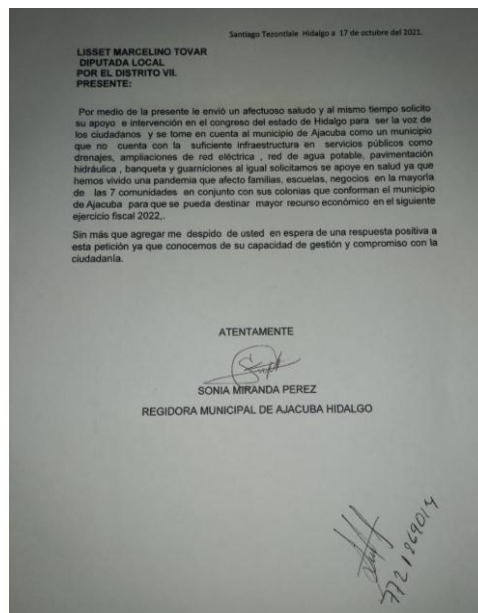 Santiago Tezontlale Hidalgo a 17 de octubre del 2021.
LISSET MARCELINO TOVAR
DIPUTADA LOCAL
POR EL DISTRITO VII.
PRESENTE:
Por medio de la presente le envió un afectuoso saludo y al mismo tiempo solicito
su apoyo e intervención en el congreso del estado de Hidalgo para ser la voz de
los ciudadanos y se tome en cuenta al municipio de Ajacuba como un municipio
que no cuenta con la suficiente infraestructura en servicios públicos como
drenajes, ampliaciones de red eléctrica , red de agua potable, pavimentación
hidráulica , banqueta y guarniciones al igual solicitamos se apoye en salud ya que
hemos vivido una pandemia que afecto familias, escuelas, negocios en la mayoría
de las 7 comunidades en conjunto con sus colonias que conforman el municipio
de Ajacuba para que se pueda destinar mayor recurso económico en el siguiente
ejercicio fiscal 2022,.
Sin más que agregar me despido de usted en espera de una respuesta positiva a
esta petición ya que conocemos de su capacidad de gestión y compromiso con la
ciudadanía.
ATENTAMENTE
SONIA MIRANDA PEREZ
REGIDORA MUNICIPAL DE AJACUBA HIDALGO
7721869014